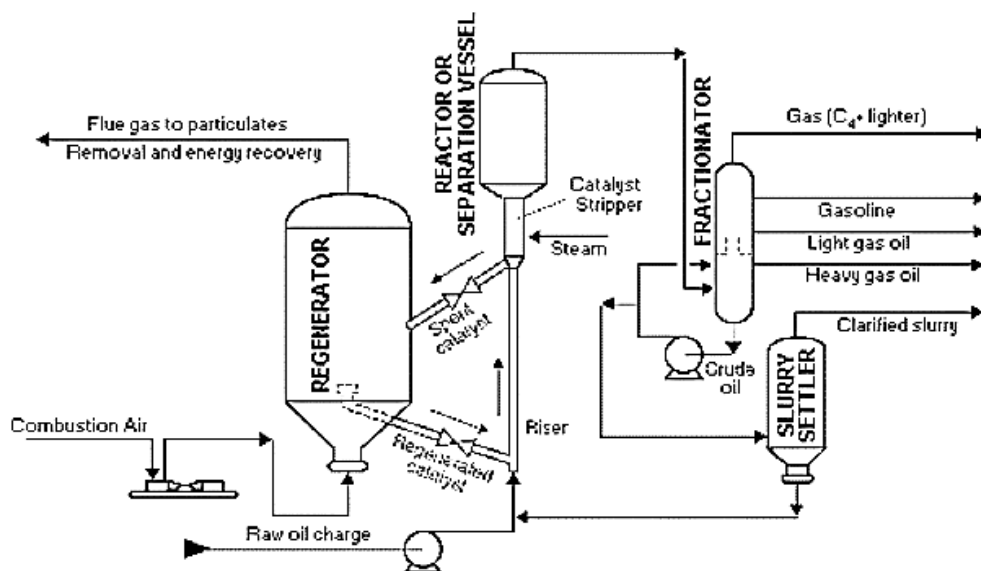 REACTOR OR
SEPARATION VESSEL
Flue gas to particulates
Removal and energy recovery
Gas (C4+ lighter)
FRACTIONATOR
Catalyst
Stripper
Gasoline
Steam
Light gas oil
Heavy gas oil
REGENERATOR
Spent
catalyst
Clarified slurry
Crude
oil
SLURRY
SETTLER
Combustion Air
Riser
Regenerated
catalyst
Raw oil charge